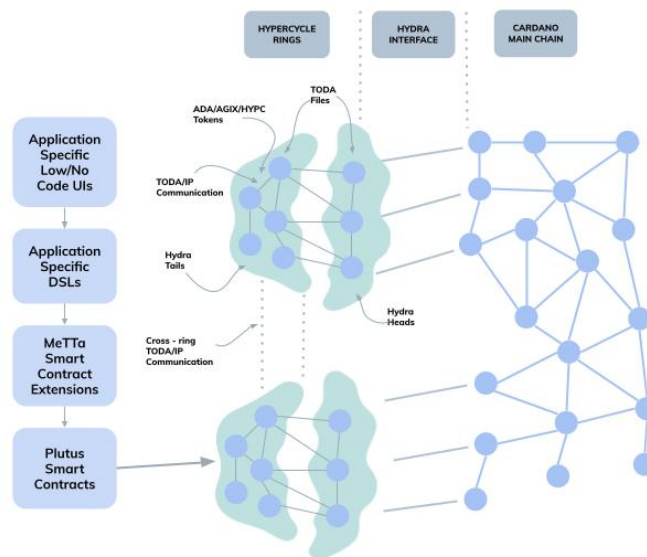 HYPERCYCLE
RINGS
HYDRA
INTERFACE
CARDANO
MAIN CHAIN
TODA
Files
ADA/AGIX/HYPC
Tokens
Application
Specific
Low/No
Code UIs
TODA/IP
Communication
Application
Specific
DSLs
Hydra
Tails
Hydra
Heads
MeTTa
Smart
Contract
Extensions
Cross - ring
TODA/IP
Communication
Plutus
Smart
Contracts